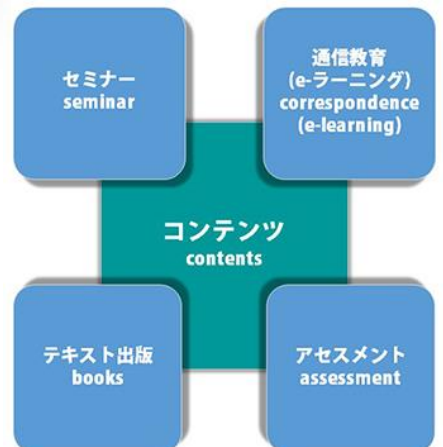 セミナー
seminar
通信教育
(e-ラーニング)
correspondence
(e-learning)
コンテンツ
contents
テキスト出版
books
アセスメント
assessment